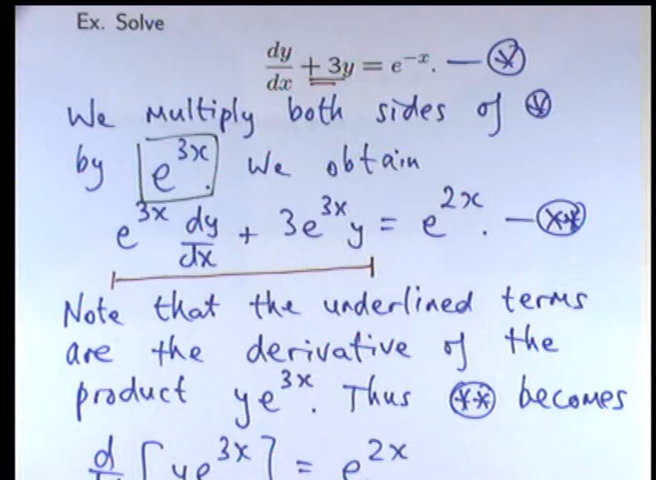 Ex. Solve
dy/dx + 3y = e^{-x}. — (*)
We Multiply both sides of (*)
by e^{3x}. We obtain
e^{3x} dy/dx + 3e^{3x}y = e^{2x}. — (**)
Note that the underlined terms
are the derivative of the
product ye^{3x}. Thus (**) becomes
d/dx [ye^{3x}] = e^{2x}